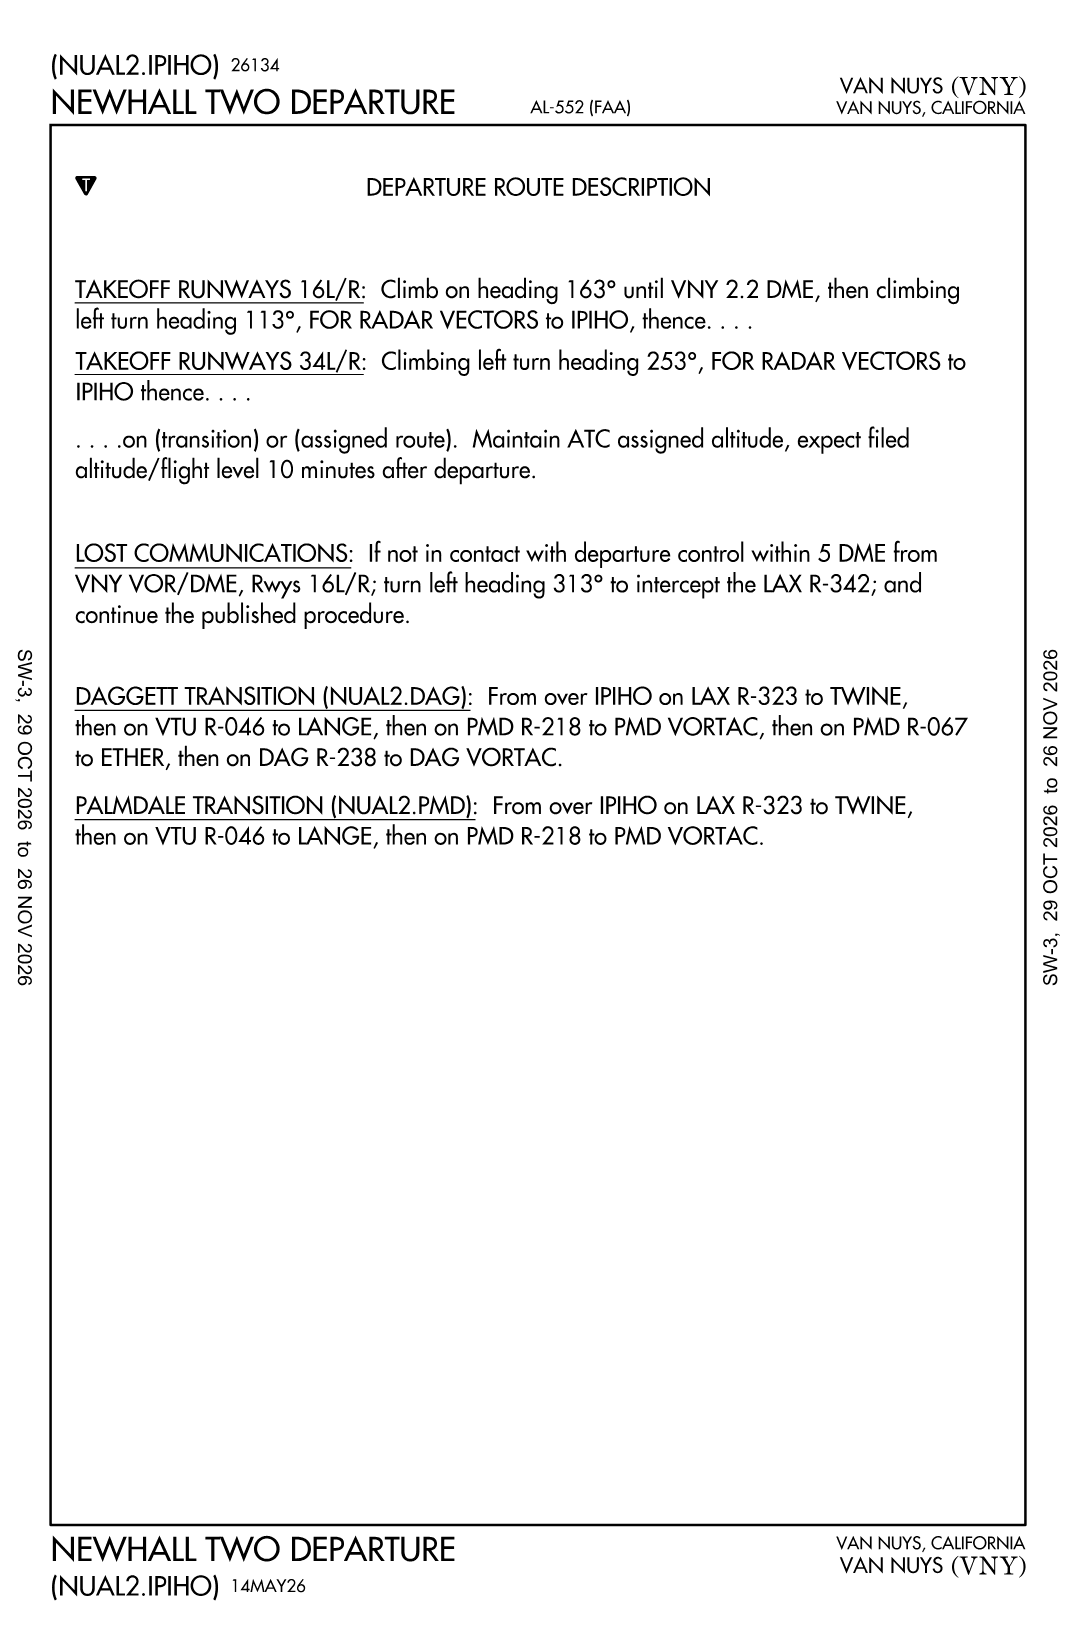 (NUAL2.IPIHO) 26134
NEWHALL TWO DEPARTURE
AL-552 (FAA)
VAN NUYS (VNY)
VAN NUYS, CALIFORNIA
T
DEPARTURE ROUTE DESCRIPTION
TAKEOFF RUNWAYS 16L/R: Climb on heading 163° until VNY 2.2 DME, then climbing
left turn heading 113°, FOR RADAR VECTORS to IPIHO, thence. . . .
TAKEOFF RUNWAYS 34L/R: Climbing left turn heading 253°, FOR RADAR VECTORS to
IPIHO thence. . . .
. . . .on (transition) or (assigned route). Maintain ATC assigned altitude, expect filed
altitude/flight level 10 minutes after departure.
LOST COMMUNICATIONS: If not in contact with departure control within 5 DME from
VNY VOR/DME, Rwys 16L/R; turn left heading 313° to intercept the LAX R-342; and
continue the published procedure.
DAGGETT TRANSITION (NUAL2.DAG): From over IPIHO on LAX R-323 to TWINE,
then on VTU R-046 to LANGE, then on PMD R-218 to PMD VORTAC, then on PMD R-067
to ETHER, then on DAG R-238 to DAG VORTAC.
PALMDALE TRANSITION (NUAL2.PMD): From over IPIHO on LAX R-323 to TWINE,
then on VTU R-046 to LANGE, then on PMD R-218 to PMD VORTAC.
SW-3, 29 OCT 2026 to 26 NOV 2026
SW-3, 29 OCT 2026 to 26 NOV 2026
NEWHALL TWO DEPARTURE
(NUAL2.IPIHO) 14MAY26
VAN NUYS, CALIFORNIA
VAN NUYS (VNY)